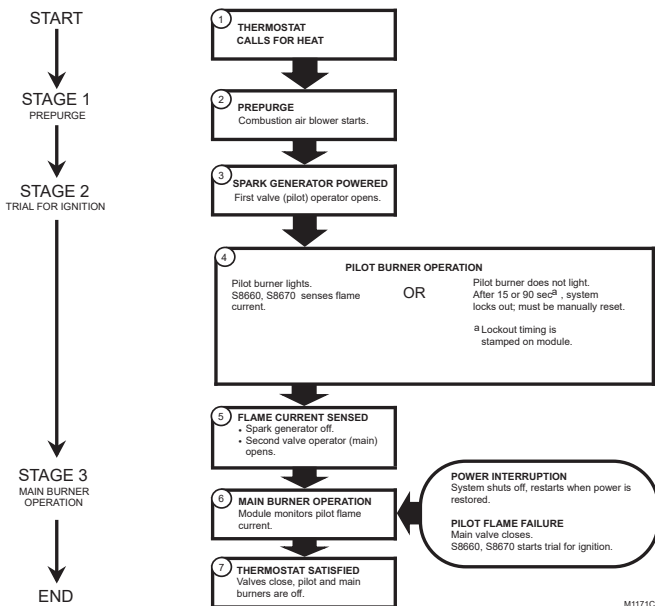 START
STAGE 1
PREPURGE
STAGE 2
TRIAL FOR IGNITION
STAGE 3
MAIN BURNER
OPERATION
END
1
THERMOSTAT
CALLS FOR HEAT
2
PREPURGE
Combustion air blower starts.
3
SPARK GENERATOR POWERED
First valve (pilot) operator opens.
4
PILOT BURNER OPERATION
Pilot burner lights.
S8660, S8670 senses flame
current.
OR
Pilot burner does not light.
After 15 or 90 secᵃ , system
locks out; must be manually reset.
ᵃ Lockout timing is
stamped on module.
5
FLAME CURRENT SENSED
• Spark generator off.
• Second valve operator (main)
opens.
6
MAIN BURNER OPERATION
Module monitors pilot flame
current.
POWER INTERRUPTION
System shuts off, restarts when power is
restored.
PILOT FLAME FAILURE
Main valve closes.
S8660, S8670 starts trial for ignition.
7
THERMOSTAT SATISFIED
Valves close, pilot and main
burners are off.
M1171C